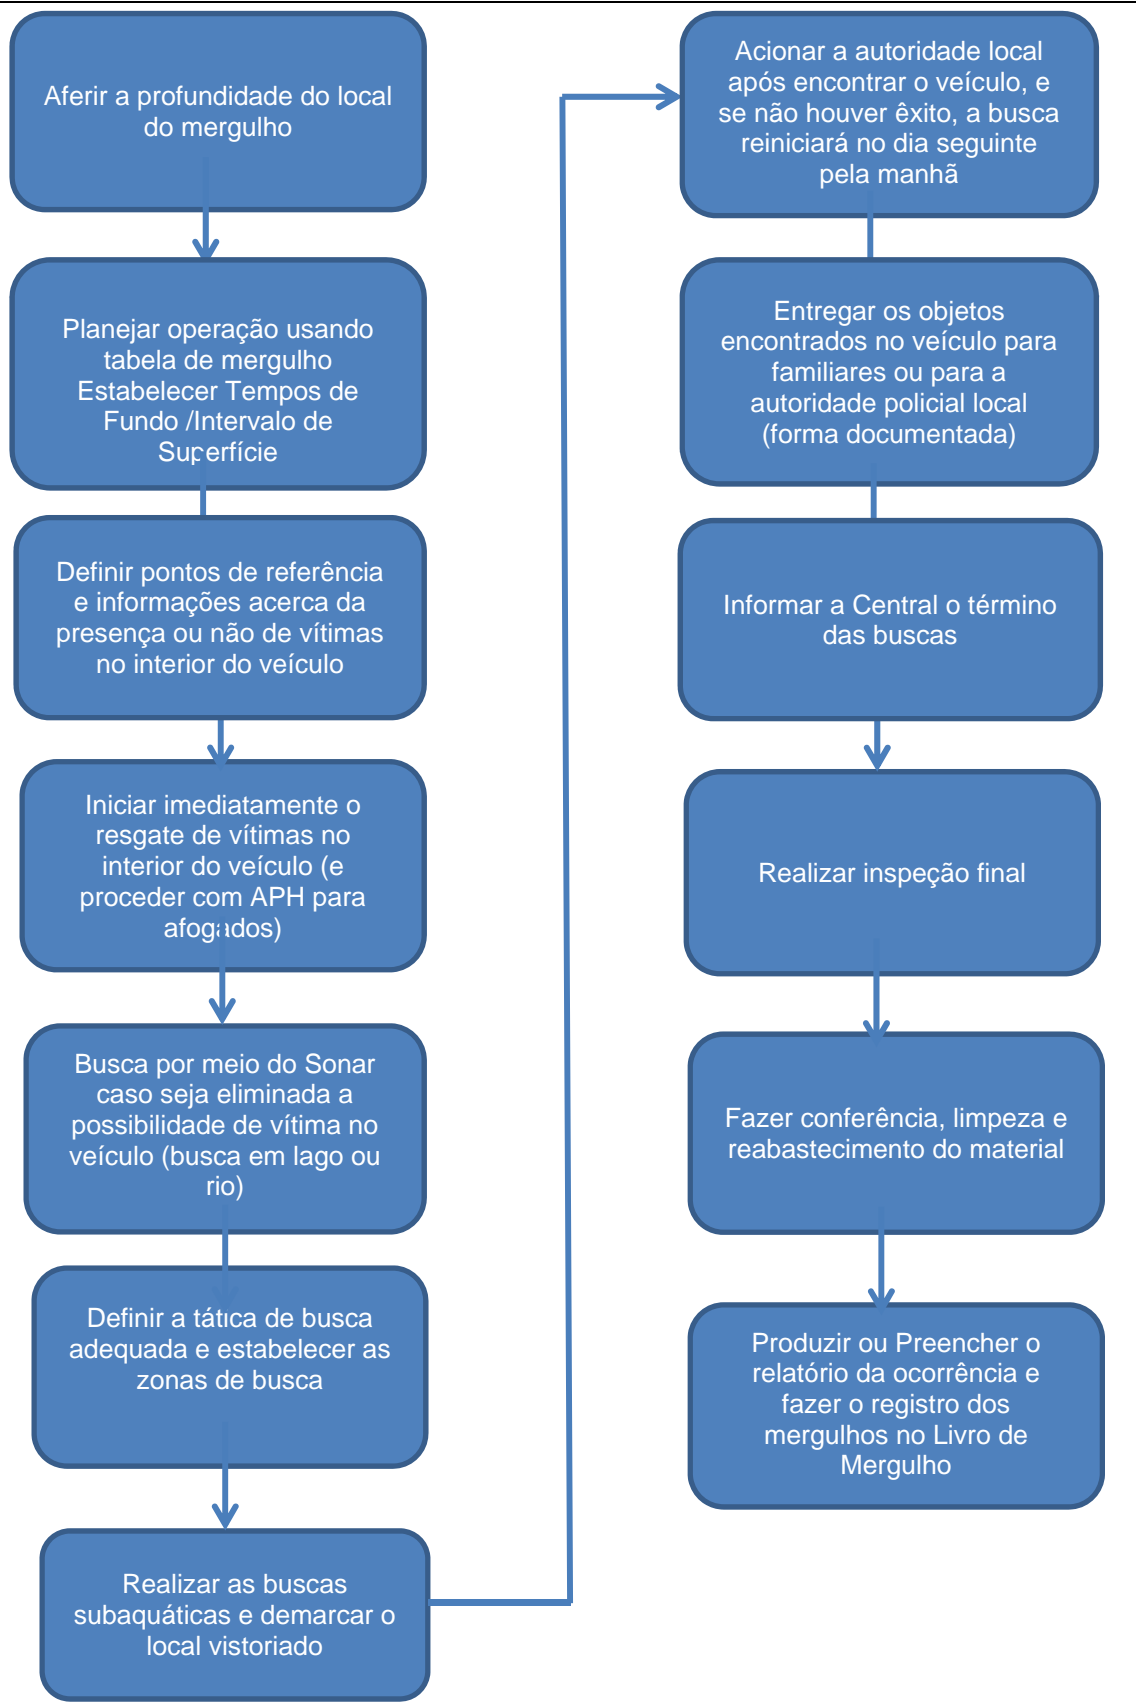 Aferir a profundidade do local
do mergulho
Planejar operação usando
tabela de mergulho
Estabelecer Tempos de
Fundo /Intervalo de
Superfície
Definir pontos de referência
e informações acerca da
presença ou não de vítimas
no interior do veículo
Iniciar imediatamente o
resgate de vítimas no
interior do veículo (e
proceder com APH para
afogados)
Busca por meio do Sonar
caso seja eliminada a
possibilidade de vítima no
veículo (busca em lago ou
rio)
Definir a tática de busca
adequada e estabelecer as
zonas de busca
Realizar as buscas
subaquáticas e demarcar o
local vistoriado
Acionar a autoridade local
após encontrar o veículo, e
se não houver êxito, a busca
reiniciará no dia seguinte
pela manhã
Entregar os objetos
encontrados no veículo para
familiares ou para a
autoridade policial local
(forma documentada)
Informar a Central o término
das buscas
Realizar inspeção final
Fazer conferência, limpeza e
reabastecimento do material
Produzir ou Preencher o
relatório da ocorrência e
fazer o registro dos
mergulhos no Livro de
Mergulho